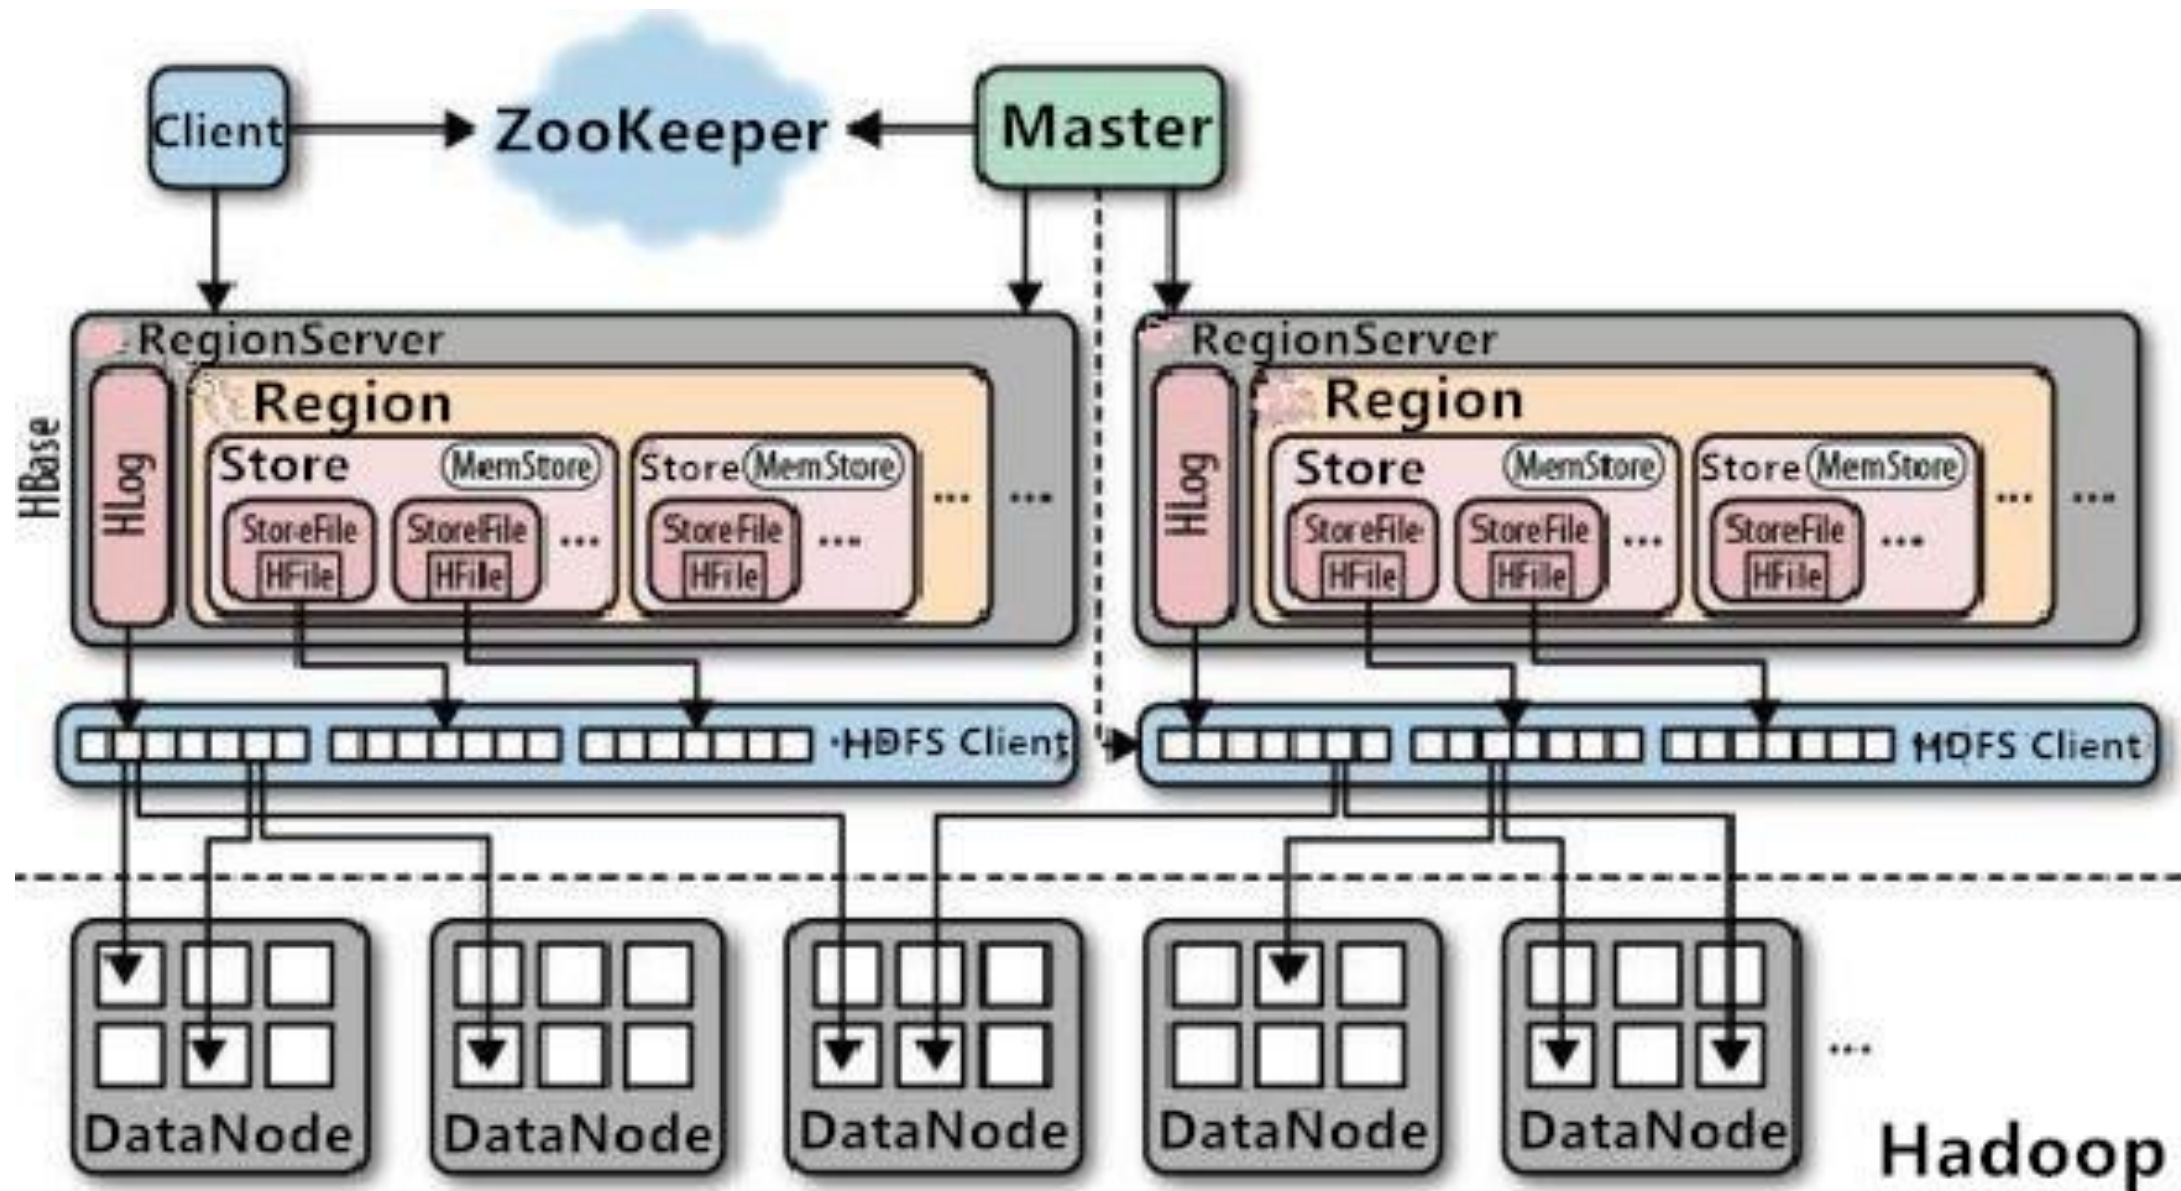 Client
ZooKeeper
Master
HBase
RegionServer
HLog
Region
Store
MemStore
StoreFile
HFile
StoreFile
HFile
...
Store
MemStore
StoreFile
HFile
...
...
...
RegionServer
HLog
Region
Store
MemStore
StoreFile
HFile
StoreFile
HFile
...
Store
MemStore
StoreFile
HFile
...
...
...
HDFS Client
HDFS Client
DataNode
DataNode
DataNode
DataNode
DataNode
...
Hadoop